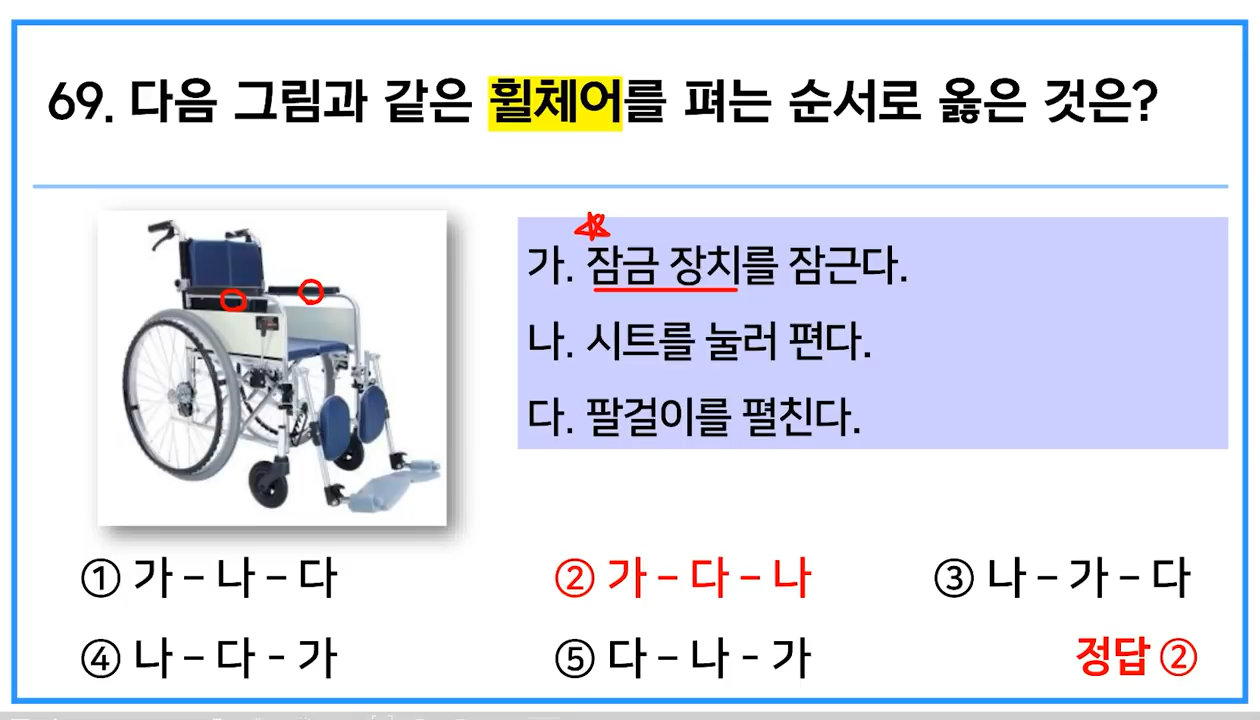 69. 다음 그림과 같은 휠체어를 펴는 순서로 옳은 것은?
가. 잠금 장치를 잠근다.
나. 시트를 눌러 편다.
다. 팔걸이를 펼친다.
① 가 – 나 – 다
② 가 – 다 – 나
③ 나 – 가 – 다
④ 나 – 다 - 가
⑤ 다 – 나 - 가
정답 ②